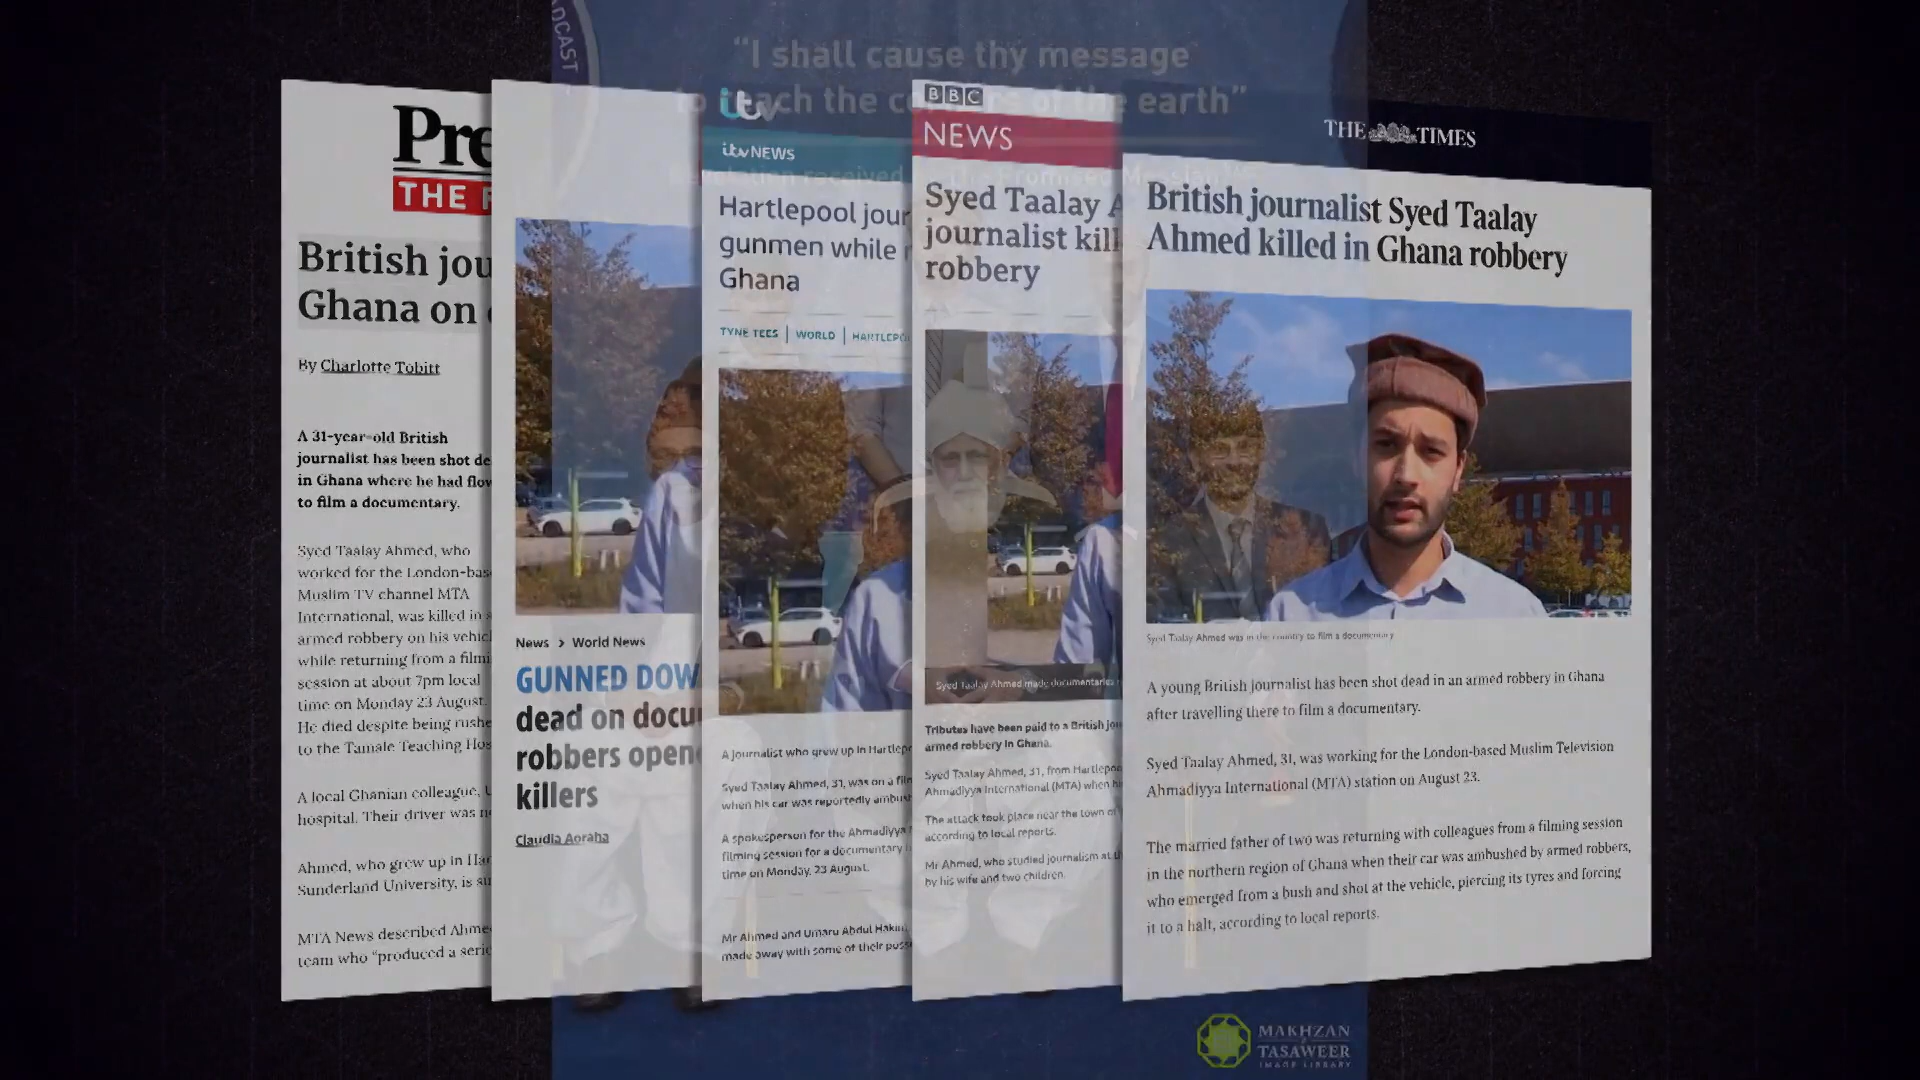 DCAST
“I shall cause thy message
to reach the corners of the earth”
Pre
THE F
British jou
Ghana on
By Charlotte Tobitt
A 31-year-old British
journalist has been shot de
in Ghana where he had flow
to film a documentary.
Syed Taalay Ahmed, who
worked for the London-bas
Muslim TV channel MTA
International, was killed in
armed robbery on his vehicl
while returning from a filmi
session at about 7pm local
time on Monday 23 August.
He died despite being rushe
to the Tamale Teaching Hos
A local Ghanian colleague, U
hospital. Their driver was n
Ahmed, who grew up in Har
Sunderland University, is su
MTA News described Ahme
team who “produced a serie
News > World News
GUNNED DOW
dead on docu
robbers open
killers
Claudia Aoraha
itv
itv NEWS
Hartlepool jour
gunmen while
Ghana
TYNE TEES | WORLD | HARTLEPO
A journalist who grew up in Hartlep
Syed Taalay Ahmed, 31, was on a film
when his car was reportedly ambus
A spokesperson for the Ahmadiyya
filming session for a documentary
time on Monday, 23 August.
Mr Ahmed and Umaru Abdul Hakim
made away with some of their poss
BBC
NEWS
Syed Taalay A
journalist kill
robbery
Syed Taalay Ahmed made documentaries
Tributes have been paid to a British jou
armed robbery in Ghana.
Syed Taalay Ahmed, 31, from Hartlepoo
Ahmadiyya International (MTA) when hi
The attack took place near the town of
according to local reports.
Mr Ahmed, who studied journalism at th
by his wife and two children.
THE TIMES
British journalist Syed Taalay
Ahmed killed in Ghana robbery
Syed Taalay Ahmed was in the country to film a documentary
A young British journalist has been shot dead in an armed robbery in Ghana
after travelling there to film a documentary.
Syed Taalay Ahmed, 31, was working for the London-based Muslim Television
Ahmadiyya International (MTA) station on August 23.
The married father of two was returning with colleagues from a filming session
in the northern region of Ghana when their car was ambushed by armed robbers,
who emerged from a bush and shot at the vehicle, piercing its tyres and forcing
it to a halt, according to local reports.
MAKHZAN
TASAWEER
IMAGE LIBRARY